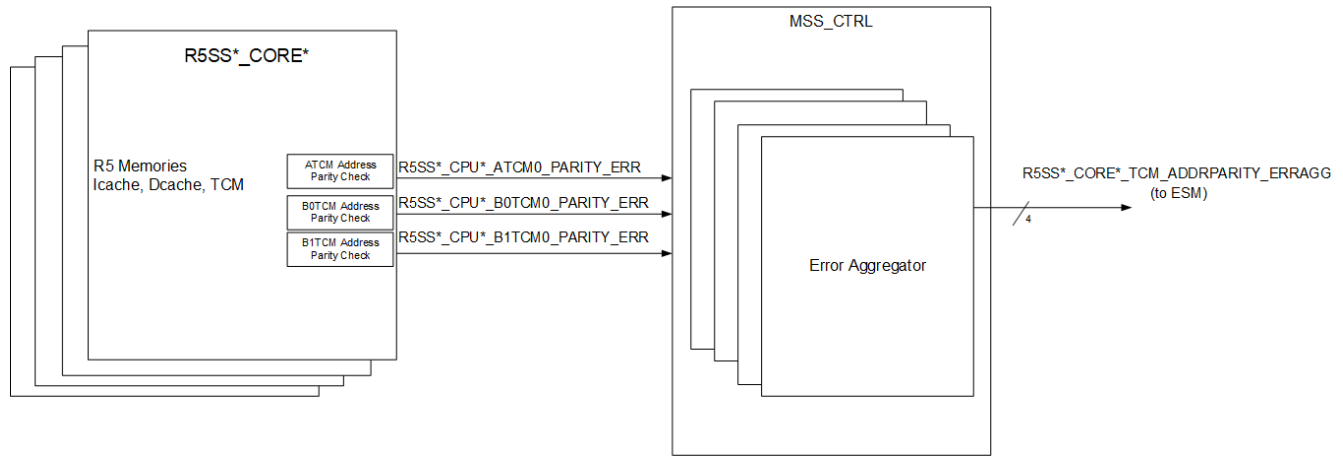 R5SS*_CORE*
R5 Memories
Icache, Dcache, TCM
ATCM Address
Parity Check
B0TCM Address
Parity Check
B1TCM Address
Parity Check
R5SS*_CPU*_ATCM0_PARITY_ERR
R5SS*_CPU*_B0TCM0_PARITY_ERR
R5SS*_CPU*_B1TCM0_PARITY_ERR
MSS_CTRL
Error Aggregator
R5SS*_CORE*_TCM_ADDRPARITY_ERRAGG
(to ESM)
4